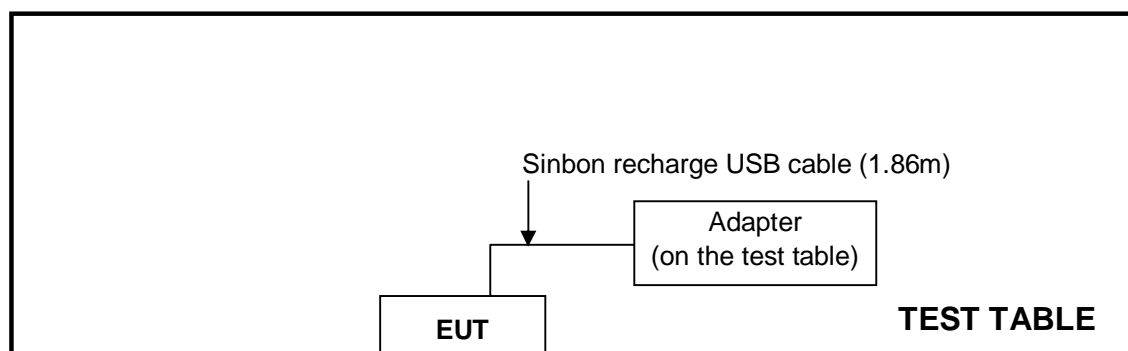 Sinbon recharge USB cable (1.86m)
Adapter
(on the test table)
EUT
TEST TABLE